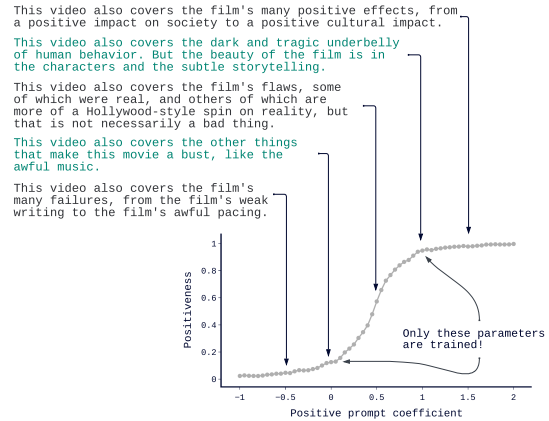 This video also covers the film's many positive effects, from
a positive impact on society to a positive cultural impact.
This video also covers the dark and tragic underbelly
of human behavior. But the beauty of the film is in
the characters and the subtle storytelling.
This video also covers the film's flaws, some
of which were real, and others of which are
more of a Hollywood-style spin on reality, but
that is not necessarily a bad thing.
This video also covers the other things
that make this movie a bust, like the
awful music.
This video also covers the film's
many failures, from the film's weak
writing to the film's awful pacing.
1
0.8
0.6
0.4
0.2
0
Positiveness
Only these parameters
are trained!
−1
−0.5
0
0.5
1
1.5
2
Positive prompt coefficient